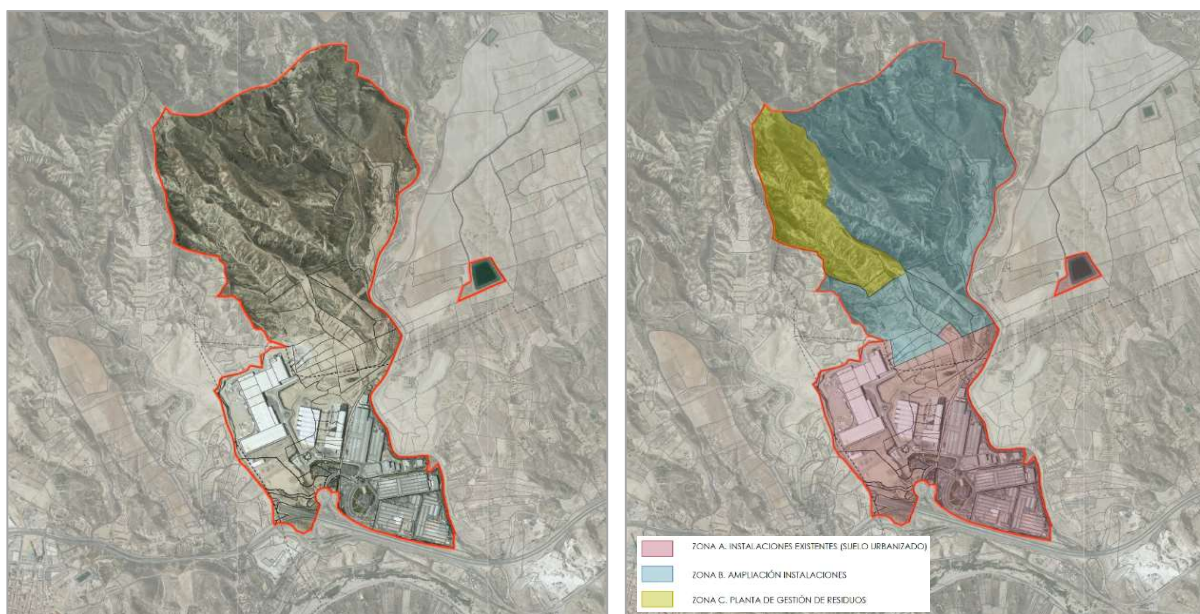 ZONA A. INSTALACIONES EXISTENTES (SUELO URBANIZADO)
ZONA B. AMPLIACIÓN INSTALACIONES
ZONA C. PLANTA DE GESTIÓN DE RESIDUOS